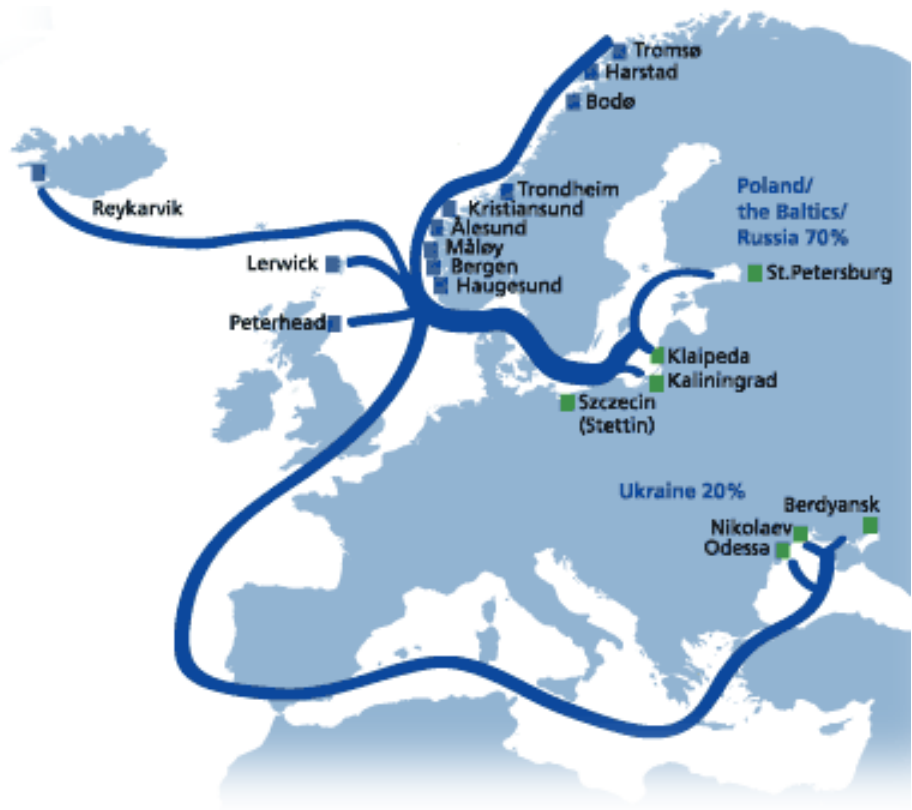 Tromsø
Harstad
Bodø
Reykarvik
Trondheim
Kristiansund
Ålesund
Måløy
Bergen
Haugesund
Lerwick
Peterhead
Poland/
the Baltics/
Russia 70%
St.Petersburg
Klaipeda
Kaliningrad
Szczecin
(Stettin)
Ukraine 20%
Berdyansk
Nikolaev
Odessa